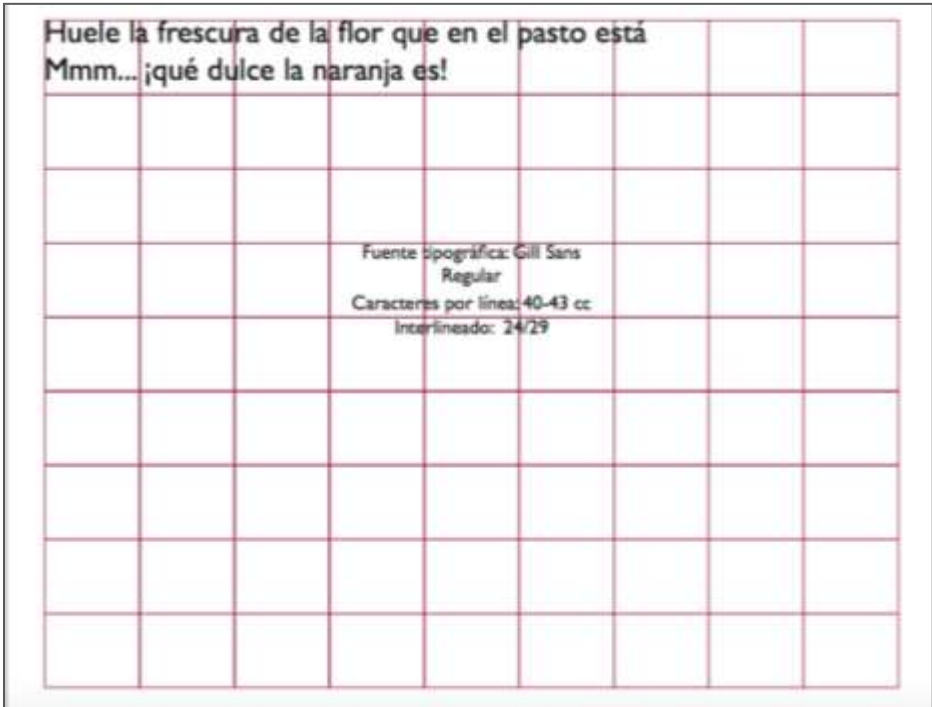 Huele la frescura de la flor que en el pasto está
Mmm... ¡qué dulce la naranja es!
Fuente tipográfica: Gill Sans
Regular
Caracteres por línea: 40-43 cc
Interlineado: 24/29